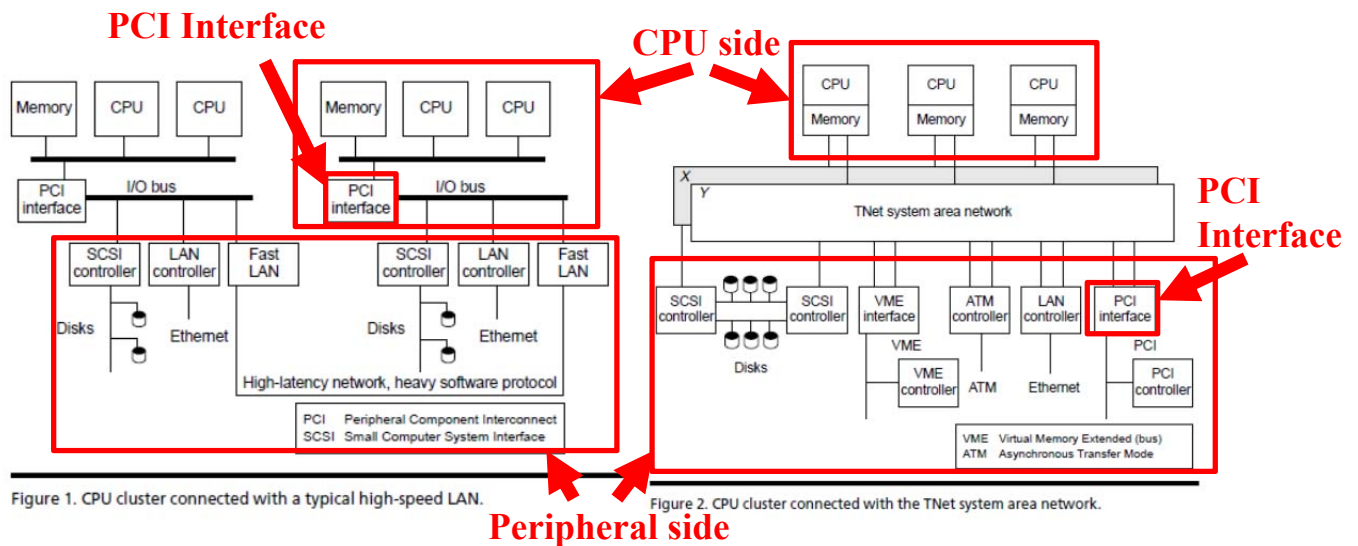 PCI Interface
CPU side
Memory
CPU
CPU
PCI
interface
I/O bus
SCSI
controller
LAN
controller
Fast
LAN
Disks
Ethernet
Memory
CPU
CPU
PCI
interface
I/O bus
SCSI
controller
LAN
controller
Fast
LAN
Disks
Ethernet
High-latency network, heavy software protocol
PCI Peripheral Component Interconnect
SCSI Small Computer System Interface
Figure 1. CPU cluster connected with a typical high-speed LAN.
CPU
Memory
CPU
Memory
CPU
Memory
X
Y
TNet system area network
PCI
Interface
SCSI
controller
Disks
SCSI
controller
VME
interface
VME
VME
controller
ATM
controller
ATM
LAN
controller
Ethernet
PCI
interface
PCI
PCI
controller
VME Virtual Memory Extended (bus)
ATM Asynchronous Transfer Mode
Figure 2. CPU cluster connected with the TNet system area network.
Peripheral side